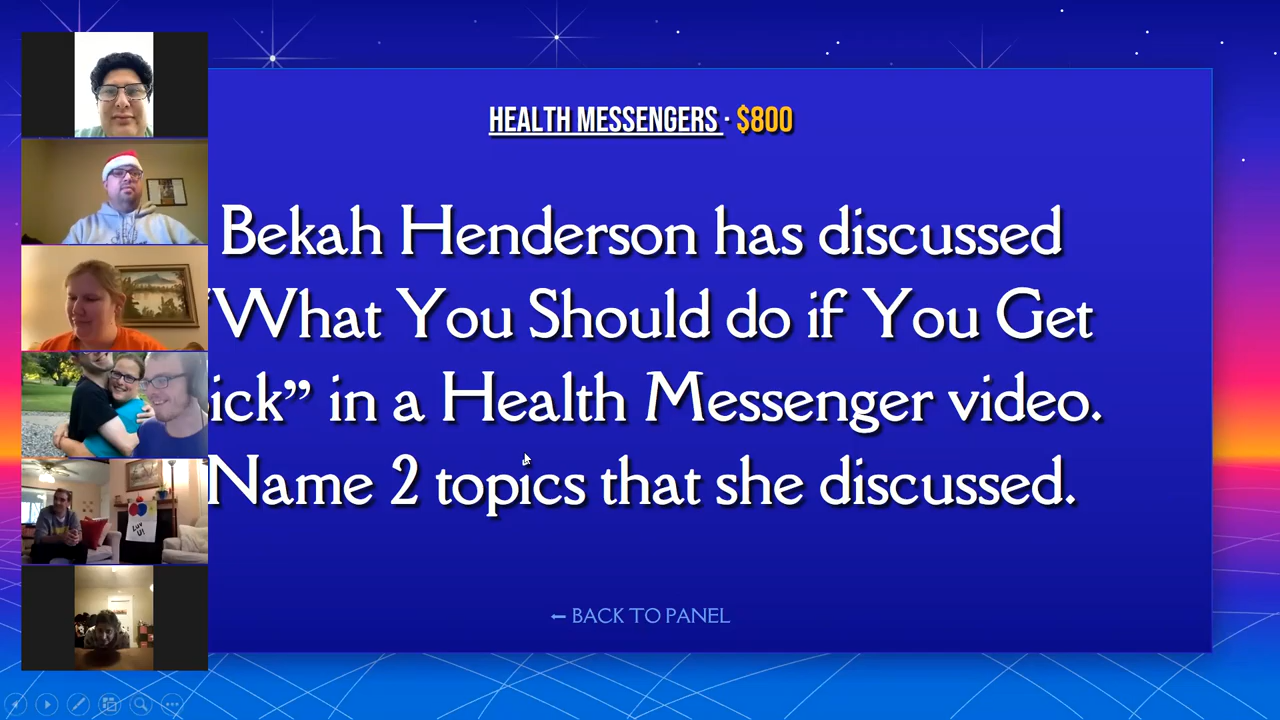 HEALTH MESSENGERS · $800
Bekah Henderson has discussed
"What You Should do if You Get
ick” in a Health Messenger video.
Name 2 topics that she discussed.
Luv
U!
← BACK TO PANEL